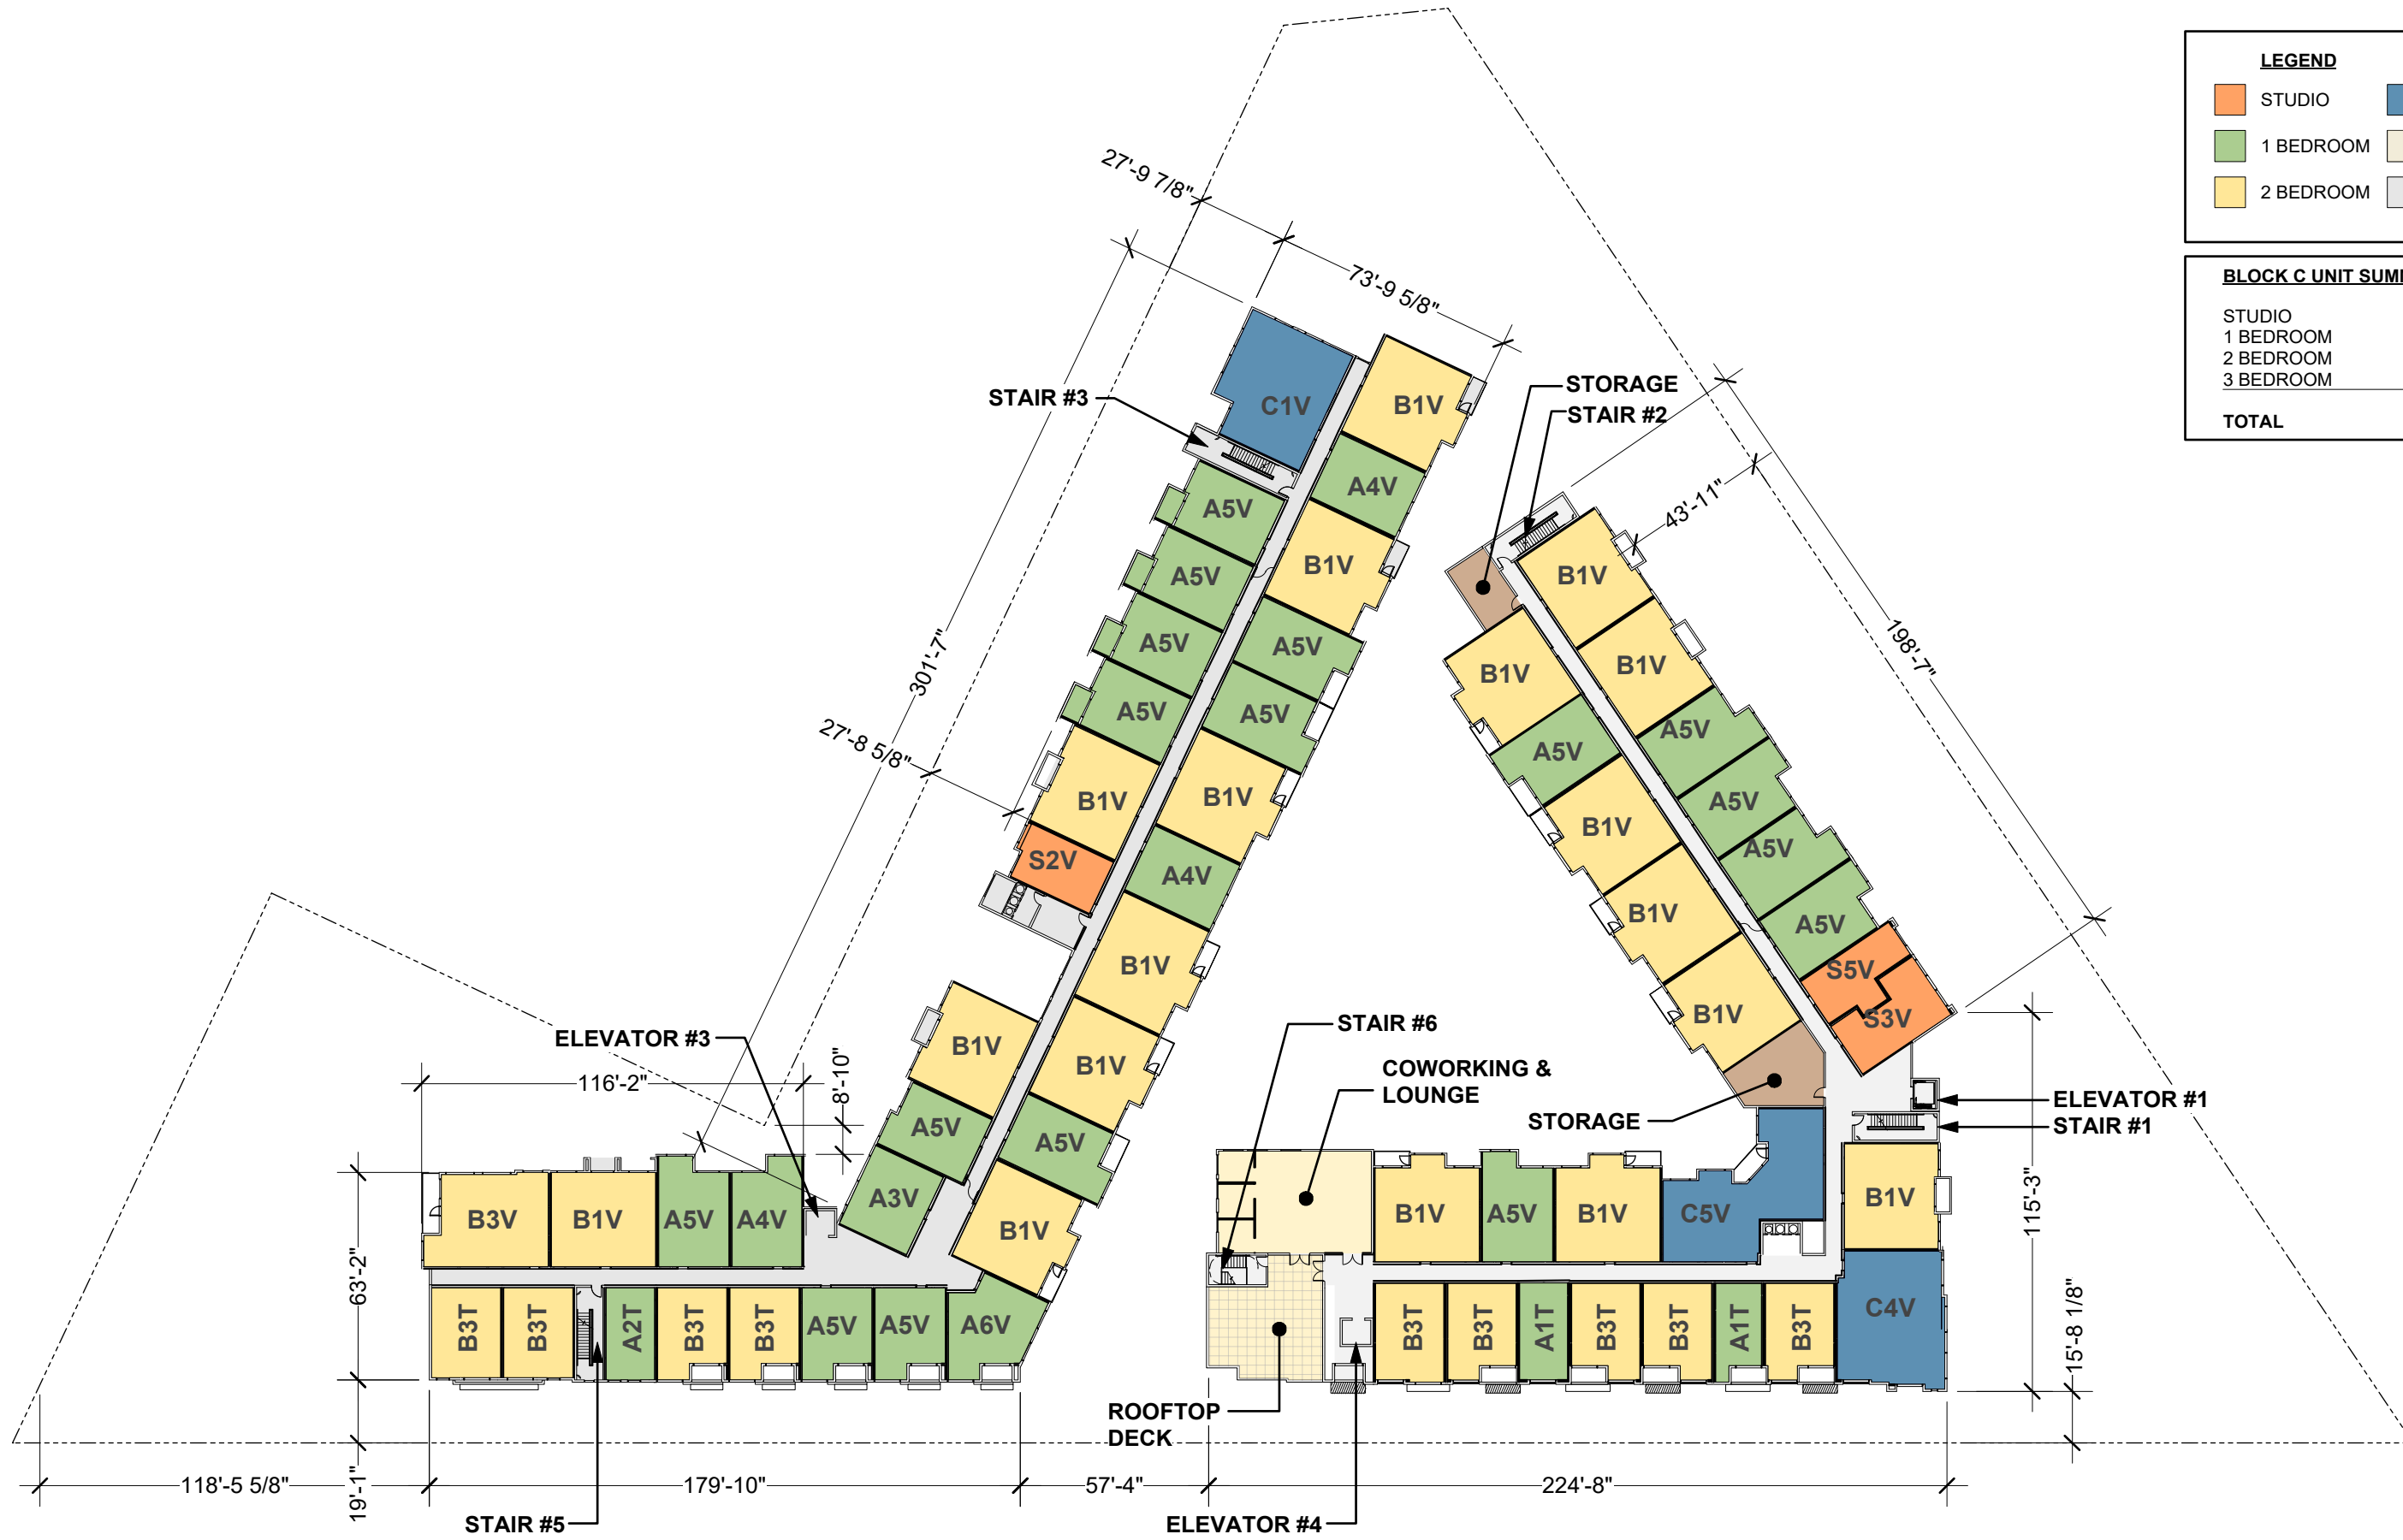 LEGEND
STUDIO
1 BEDROOM
2 BEDROOM
BLOCK C UNIT
STUDIO
1 BEDROOM
2 BEDROOM
3 BEDROOM
TOTAL
27'-9 7/8"
73'-9 5/8"
STAIR #3
STORAGE
STAIR #2
C1V
B1V
A4V
A5V
B1V
43'-11"
A5V
B1V
A5V
A5V
B1V
198'-7"
301'-7"
A5V
A5V
B1V
A5V
A5V
27'-8 5/8"
B1V
B1V
B1V
A5V
A5V
S2V
A4V
B1V
A5V
B1V
A5V
B1V
S5V
B1V
S3V
ELEVATOR #3
B1V
B1V
STAIR #6
COWORKING &
LOUNGE
STORAGE
ELEVATOR #1
STAIR #1
116'-2"
8'-10"
A5V
A5V
A3V
B1V
B3V
B1V
A5V
A4V
B1V
A5V
B1V
C5V
B1V
115'-3"
63'-2"
B3T
B3T
A2T
B3T
B3T
A5V
A5V
A6V
B3T
B3T
A1T
B3T
B3T
A1T
B3T
C4V
15'-8 1/8"
ROOFTOP
DECK
19'-1"
118'-5 5/8"
179'-10"
57'-4"
224'-8"
STAIR #5
ELEVATOR #4